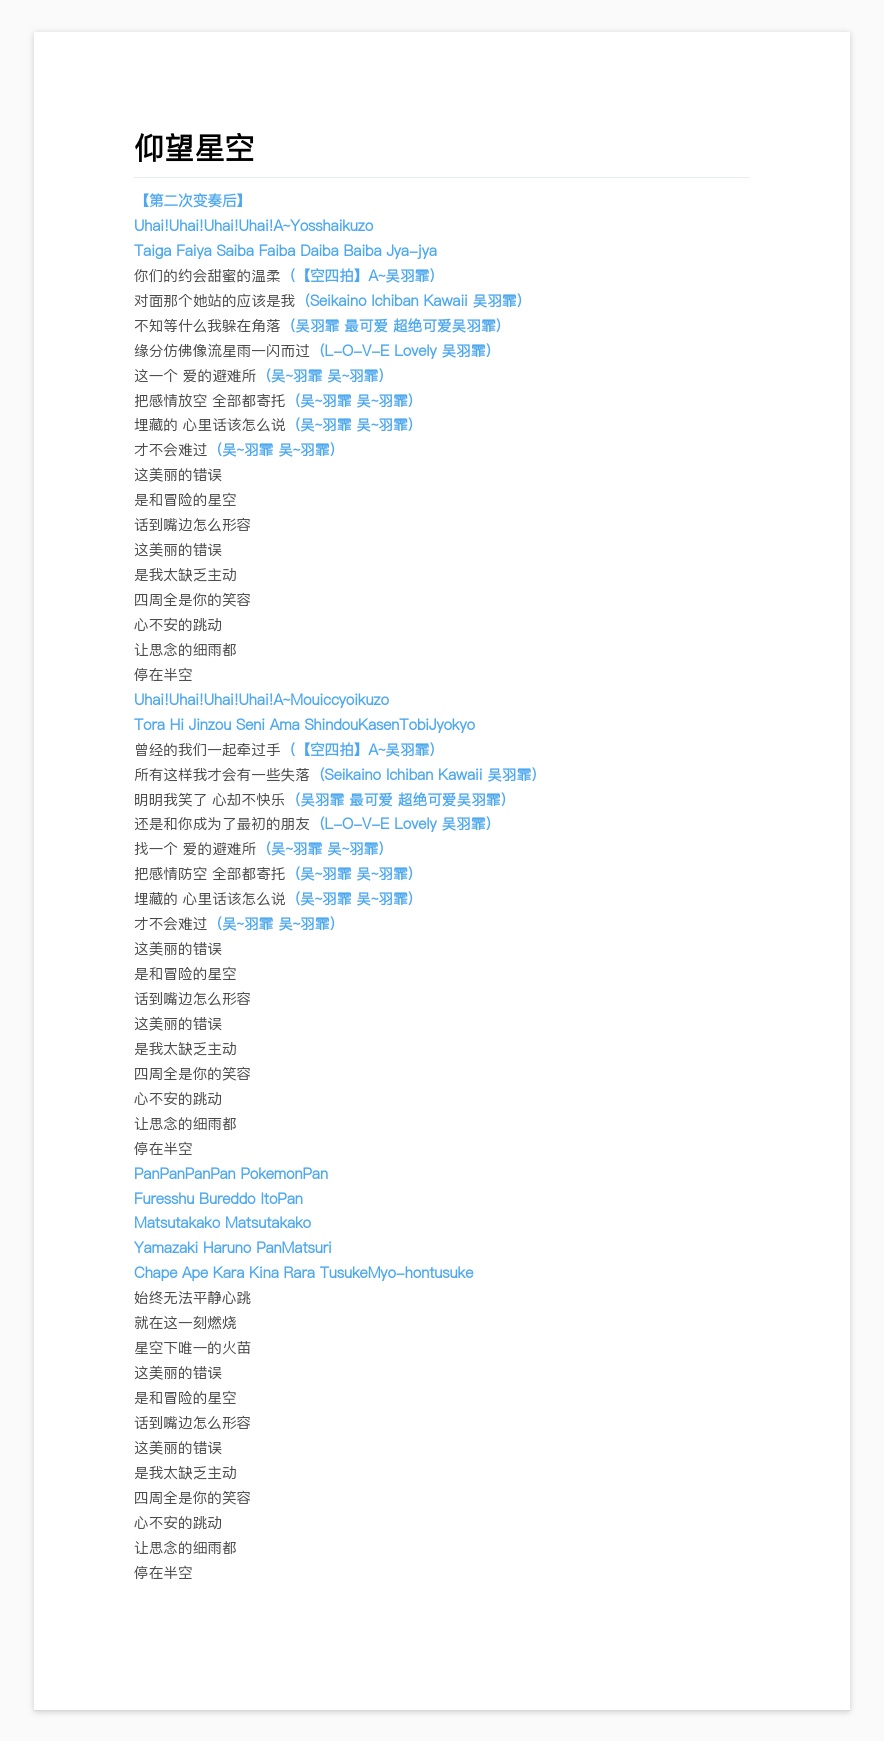 仰望星空
【第二次变奏后】
Uhai!Uhai!Uhai!Uhai!A~Yosshaikuzo
Taiga Faiya Saiba Faiba Daiba Baiba Jya-jya
你们的约会甜蜜的温柔（【空四拍】A~吴羽霏）
对面那个她站的应该是我（Seikaino Ichiban Kawaii 吴羽霏）
不知等什么我躲在角落（吴羽霏 最可爱 超绝可爱吴羽霏）
缘分仿佛像流星雨一闪而过（L-O-V-E Lovely 吴羽霏）
这一个 爱的避难所（吴~羽霏 吴~羽霏）
把感情放空 全部都寄托（吴~羽霏 吴~羽霏）
埋藏的 心里话该怎么说（吴~羽霏 吴~羽霏）
才不会难过（吴~羽霏 吴~羽霏）
这美丽的错误
是和冒险的星空
话到嘴边怎么形容
这美丽的错误
是我太缺乏主动
四周全是你的笑容
心不安的跳动
让思念的细雨都
停在半空
Uhai!Uhai!Uhai!Uhai!A~Mouiccyoikuzo
Tora Hi Jinzou Seni Ama ShindouKasenTobiJyokyo
曾经的我们一起牵过手（【空四拍】A~吴羽霏）
所有这样我才会有一些失落（Seikaino Ichiban Kawaii 吴羽霏）
明明我笑了 心却不快乐（吴羽霏 最可爱 超绝可爱吴羽霏）
还是和你成为了最初的朋友（L-O-V-E Lovely 吴羽霏）
找一个 爱的避难所（吴~羽霏 吴~羽霏）
把感情防空 全部都寄托（吴~羽霏 吴~羽霏）
埋藏的 心里话该怎么说（吴~羽霏 吴~羽霏）
才不会难过（吴~羽霏 吴~羽霏）
这美丽的错误
是和冒险的星空
话到嘴边怎么形容
这美丽的错误
是我太缺乏主动
四周全是你的笑容
心不安的跳动
让思念的细雨都
停在半空
PanPanPanPan PokemonPan
Furesshu Bureddo ItoPan
Matsutakako Matsutakako
Yamazaki Haruno PanMatsuri
Chape Ape Kara Kina Rara TusukeMyo-hontusuke
始终无法平静心跳
就在这一刻燃烧
星空下唯一的火苗
这美丽的错误
是和冒险的星空
话到嘴边怎么形容
这美丽的错误
是我太缺乏主动
四周全是你的笑容
心不安的跳动
让思念的细雨都
停在半空